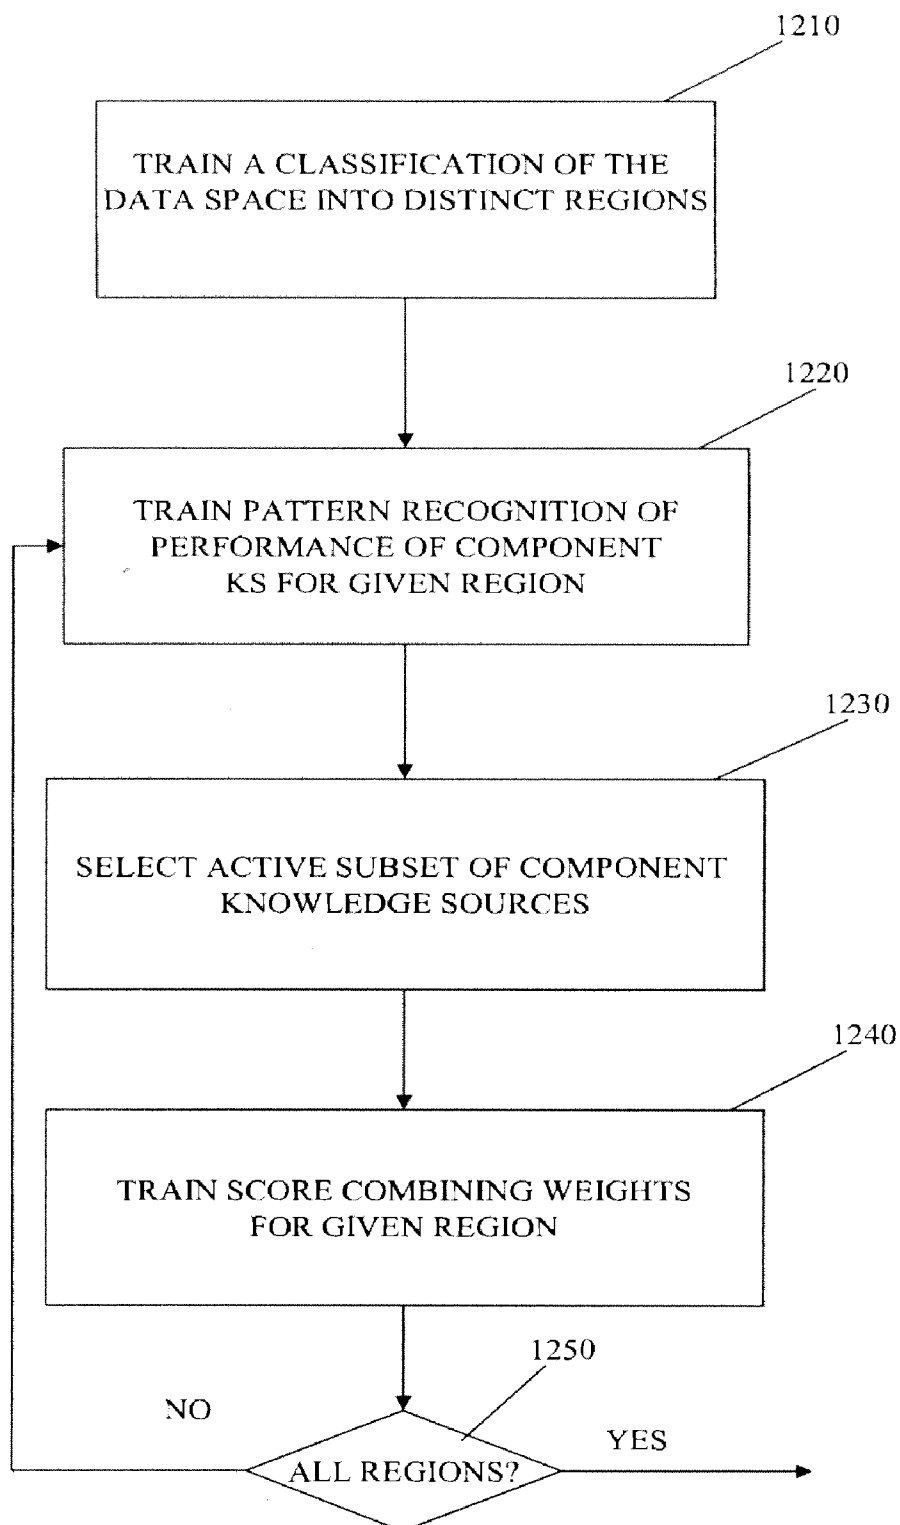 1210
TRAIN A CLASSIFICATION OF THE
DATA SPACE INTO DISTINCT REGIONS
1220
TRAIN PATTERN RECOGNITION OF
PERFORMANCE OF COMPONENT
KS FOR GIVEN REGION
1230
SELECT ACTIVE SUBSET OF COMPONENT
KNOWLEDGE SOURCES
1240
TRAIN SCORE COMBINING WEIGHTS
FOR GIVEN REGION
1250
NO
YES
ALL REGIONS?